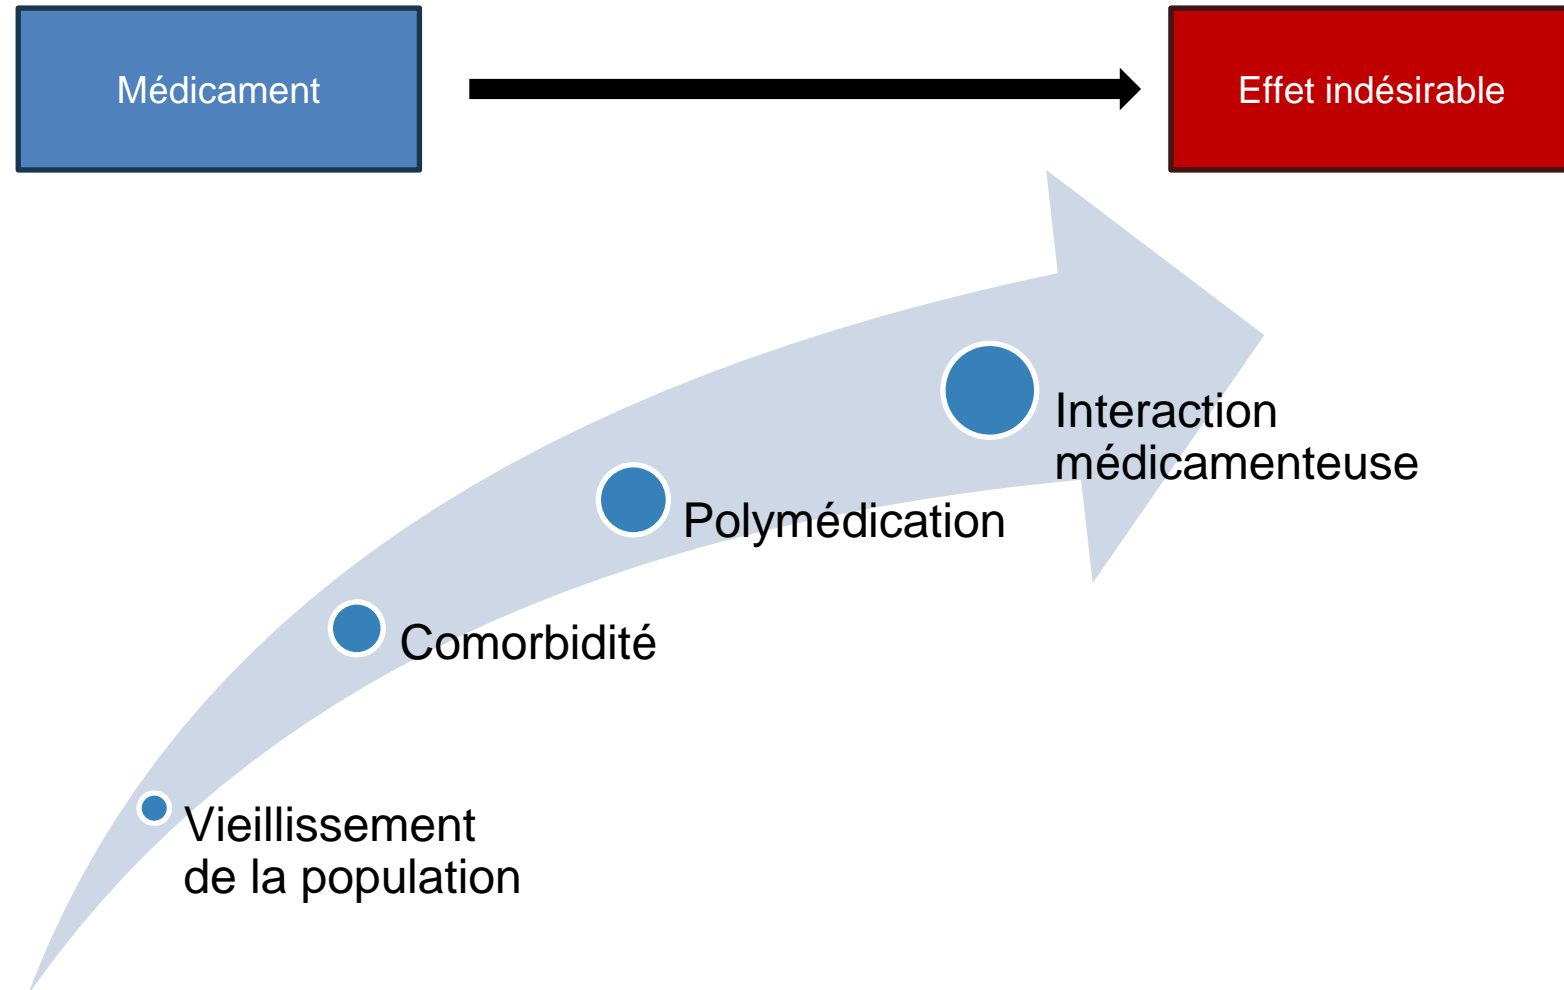 Médicament
Effet indésirable
Interaction
médicamenteuse
Polymédication
Comorbidité
Vieillissement
de la population